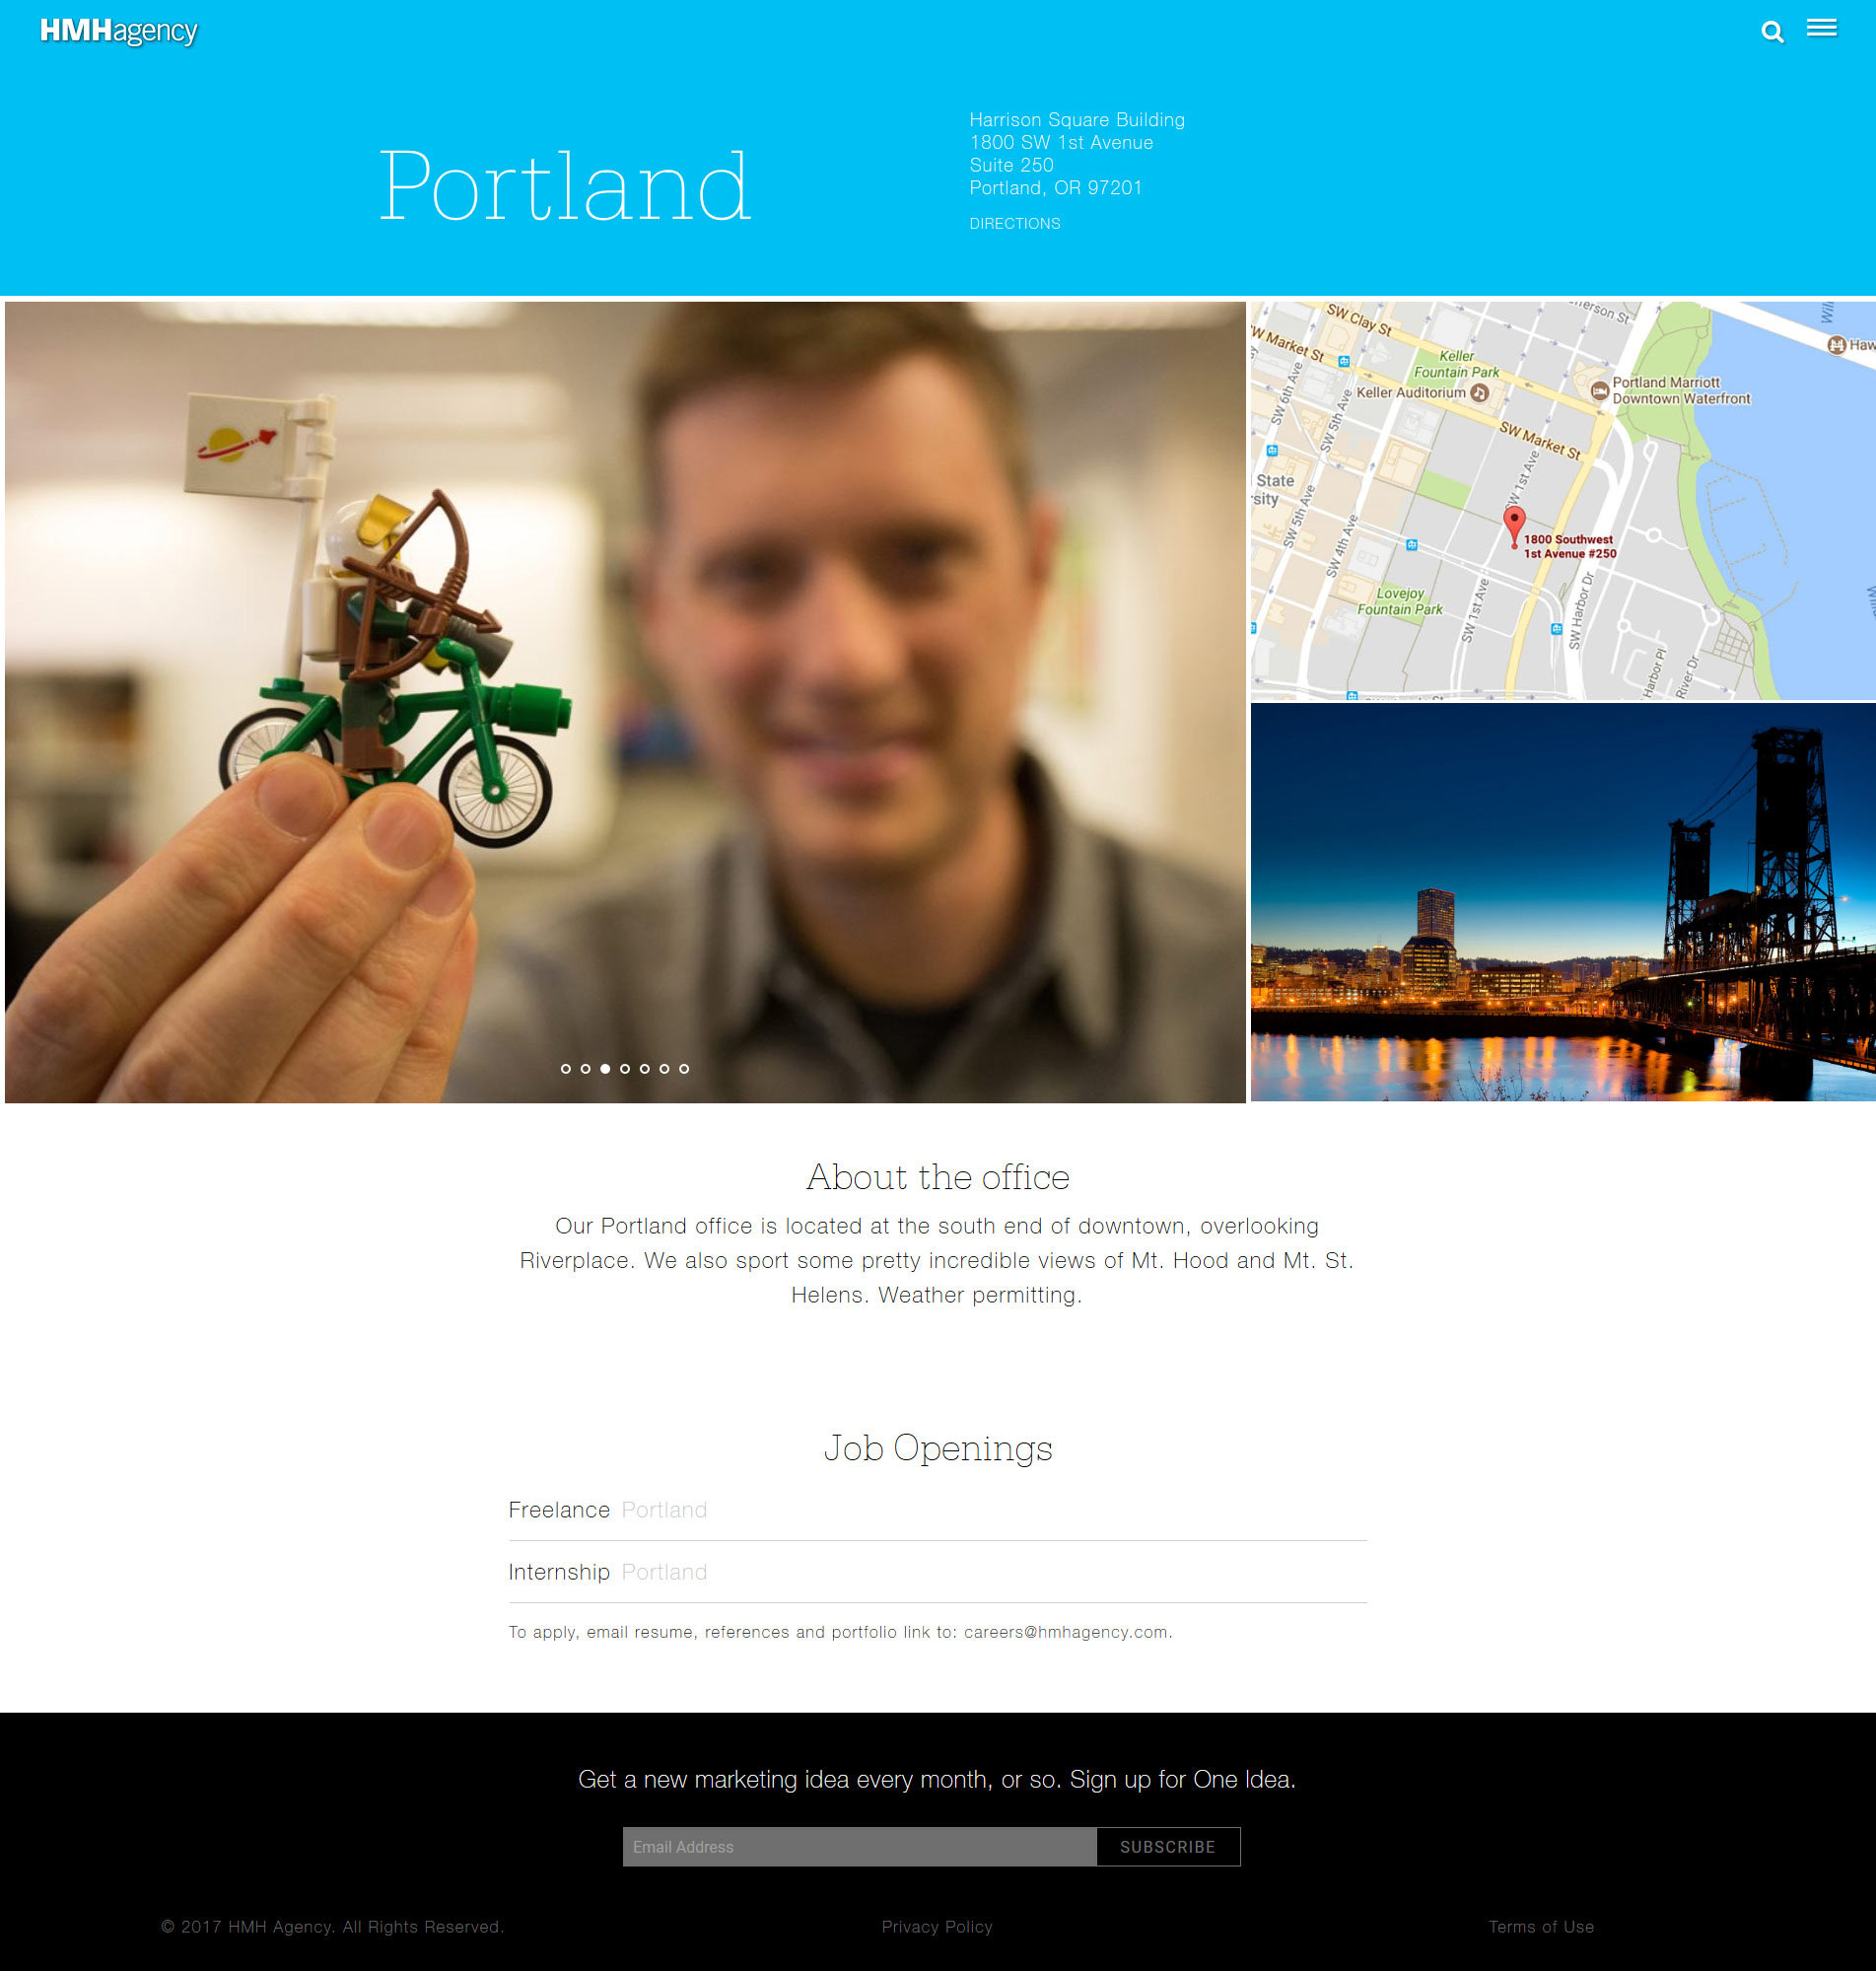 HMHagency
Portland
Harrison Square Building
1800 SW 1st Avenue
Suite 250
Portland, OR 97201
DIRECTIONS
SW Clay St
SW Market St
Keller
Fountain Park
Keller Auditorium
Portland Marriott
Downtown Waterfront
SW 6th Ave
SW 5th Ave
SW Market St
SW 1st Ave
State
SW 5th Ave
SW 4th Ave
1800 Southwest
1st Avenue #250
Lovejoy
Fountain Park
SW 1st Ave
SW Harbor Dr
Harbor Pl
River Dr
About the office
Our Portland office is located at the south end of downtown, overlooking
Riverplace. We also sport some pretty incredible views of Mt. Hood and Mt. St.
Helens. Weather permitting.
Job Openings
Freelance Portland
Internship Portland
To apply, email resume, references and portfolio link to: careers@hmhagency.com.
Get a new marketing idea every month, or so. Sign up for One Idea.
Email Address
SUBSCRIBE
© 2017 HMH Agency. All Rights Reserved.
Privacy Policy
Terms of Use